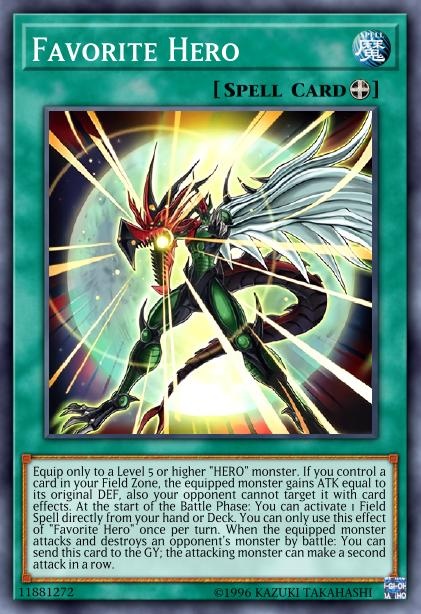 FAVORITE HERO
SPELL
魔
[SPELL CARD]
Equip only to a Level 5 or higher "HERO" monster. If you control a
card in your Field Zone, the equipped monster gains ATK equal to
its original DEF, also your opponent cannot target it with card
effects. At the start of the Battle Phase: You can activate 1 Field
Spell directly from your hand or Deck. You can only use this effect
of "Favorite Hero" once per turn. When the equipped monster
attacks and destroys an opponent's monster by battle: You can
send this card to the GY; the attacking monster can make a second
attack in a row.
11881272
©1996 KAZUKI TAKAHASHI